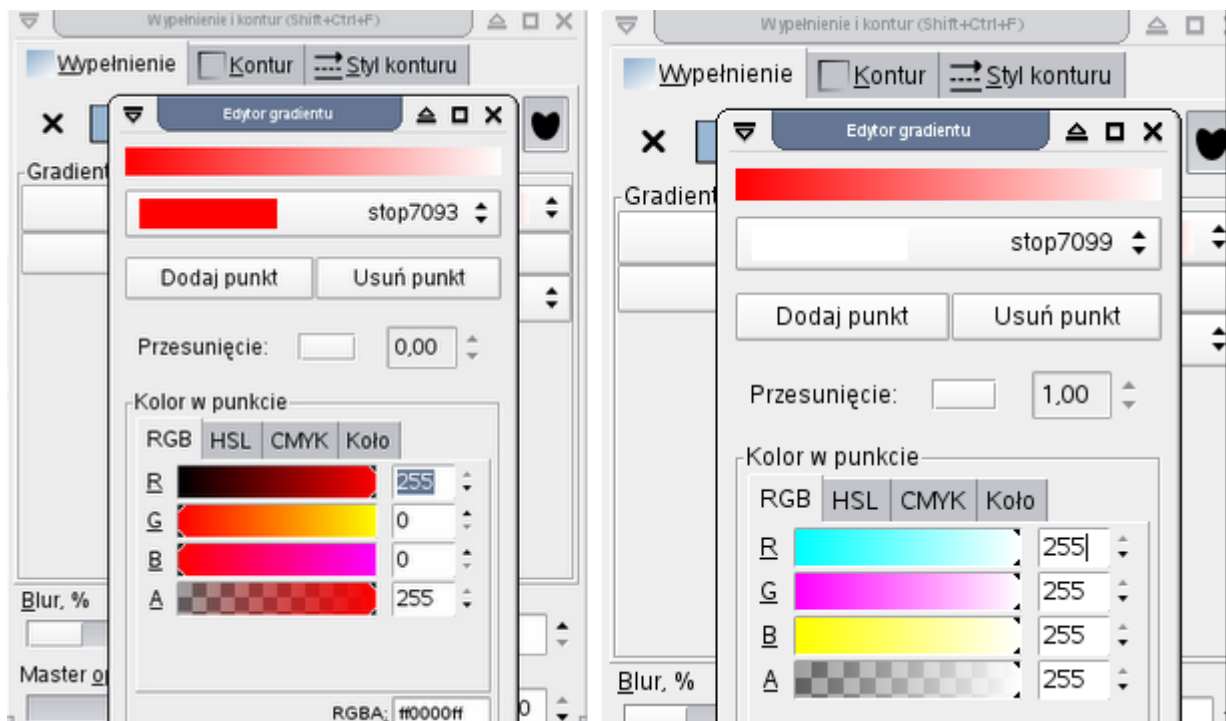 Wypełnienie i kontur (Shift+Ctrl+F)
Wypełnienie Kontur Styl konturu
Edytor gradientu
Gradient
stop7093
Dodaj punkt Usuń punkt
Przesunięcie: 0,00
Kolor w punkcie
RGB HSL CMYK Koło
R 255
G 0
B 0
A 255
Blur, %
Master
RGBA: ff0000ff
0
Wypełnienie i kontur (Shift+Ctrl+F)
Wypełnienie Kontur Styl konturu
Edytor gradientu
Gradient
stop7099
Dodaj punkt Usuń punkt
Przesunięcie: 1,00
Kolor w punkcie
RGB HSL CMYK Koło
R 255
G 255
B 255
A 255
Blur, %